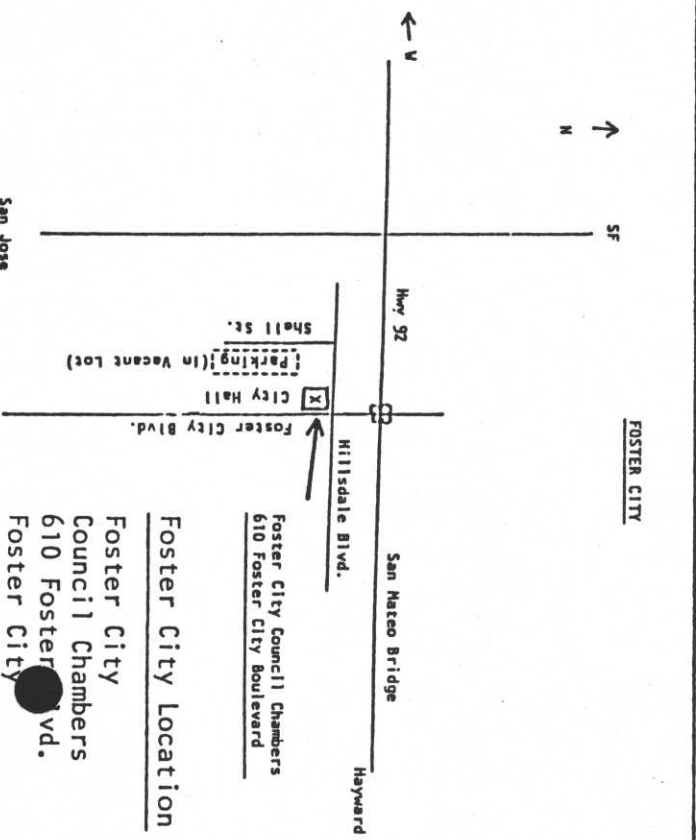 FOSTER CITY
N
W
SF
Hwy 92
San Mateo Bridge
Hayward
Hillsdale Blvd.
Shell St.
Parking (in Vacant Lot)
City Hall
X
Foster City Blvd.
Foster City Council Chambers
610 Foster City Boulevard
San Jose
Foster City Location
Foster City
Council Chambers
610 Foster vd.
Foster City